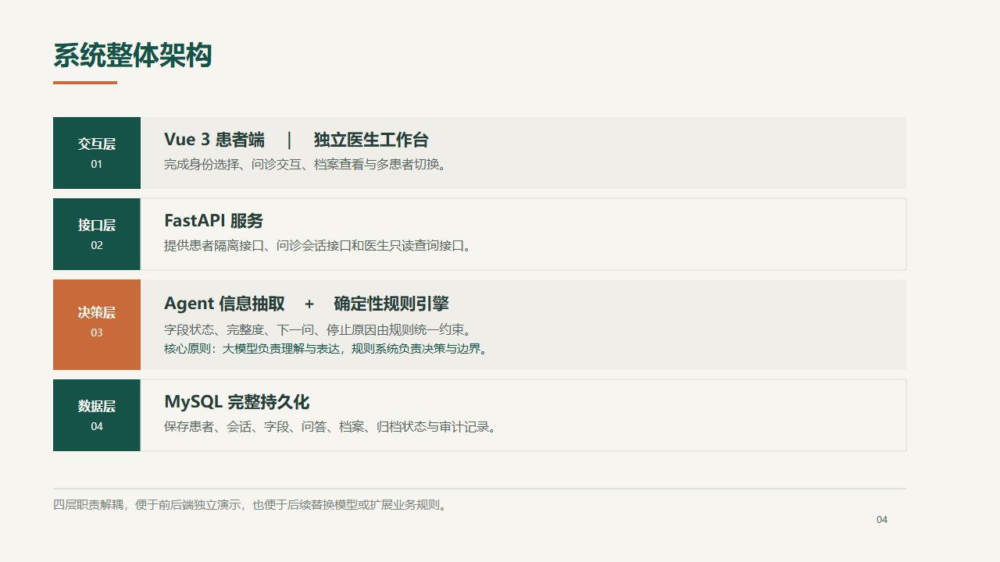 系统整体架构
交互层
01
Vue 3 患者端 | 独立医生工作台
完成身份选择、问诊交互、档案查看与多患者切换。
接口层
02
FastAPI 服务
提供患者隔离接口、问诊会话接口和医生只读查询接口。
决策层
03
Agent 信息抽取 + 确定性规则引擎
字段状态、完整度、下一问、停止原因由规则统一约束。
核心原则：大模型负责理解与表达，规则系统负责决策与边界。
数据层
04
MySQL 完整持久化
保存患者、会话、字段、问答、档案、归档状态与审计记录。
四层职责解耦，便于前后端独立演示，也便于后续替换模型或扩展业务规则。
04